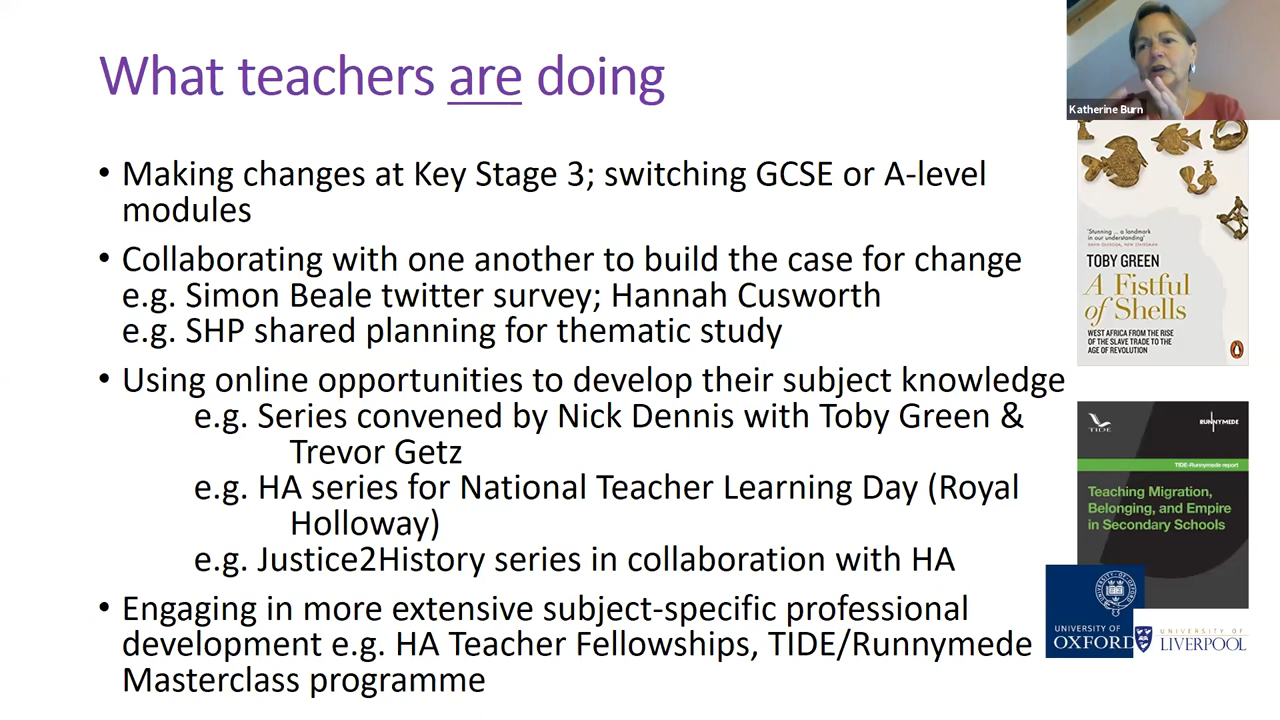 What teachers are doing
• Making changes at Key Stage 3; switching GCSE or A-level
modules
• Collaborating with one another to build the case for change
e.g. Simon Beale twitter survey; Hannah Cusworth
e.g. SHP shared planning for thematic study
• Using online opportunities to develop their subject knowledge
e.g. Series convened by Nick Dennis with Toby Green &
Trevor Getz
e.g. HA series for National Teacher Learning Day (Royal
Holloway)
e.g. Justice2History series in collaboration with HA
• Engaging in more extensive subject-specific professional
development e.g. HA Teacher Fellowships, TIDE/Runnymede
Masterclass programme
Katherine Burn
'Stunning ... a landmark
in our understanding'
TOBY GREEN
A Fistful
of Shells
WEST AFRICA FROM THE RISE
OF THE SLAVE TRADE TO THE
AGE OF REVOLUTION
TIDE
RUNNYMEDE
TIDE-Runnymede report
Teaching Migration,
Belonging, and Empire
in Secondary Schools
UNIVERSITY OF
OXFORD
UNIVERSITY OF
LIVERPOOL